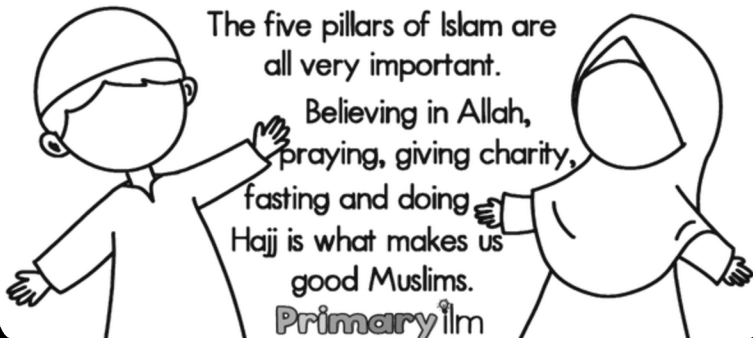 The five pillars of Islam are
all very important.
Believing in Allah,
praying, giving charity,
fasting and doing
Hajj is what makes us
good Muslims.
Primary ilm